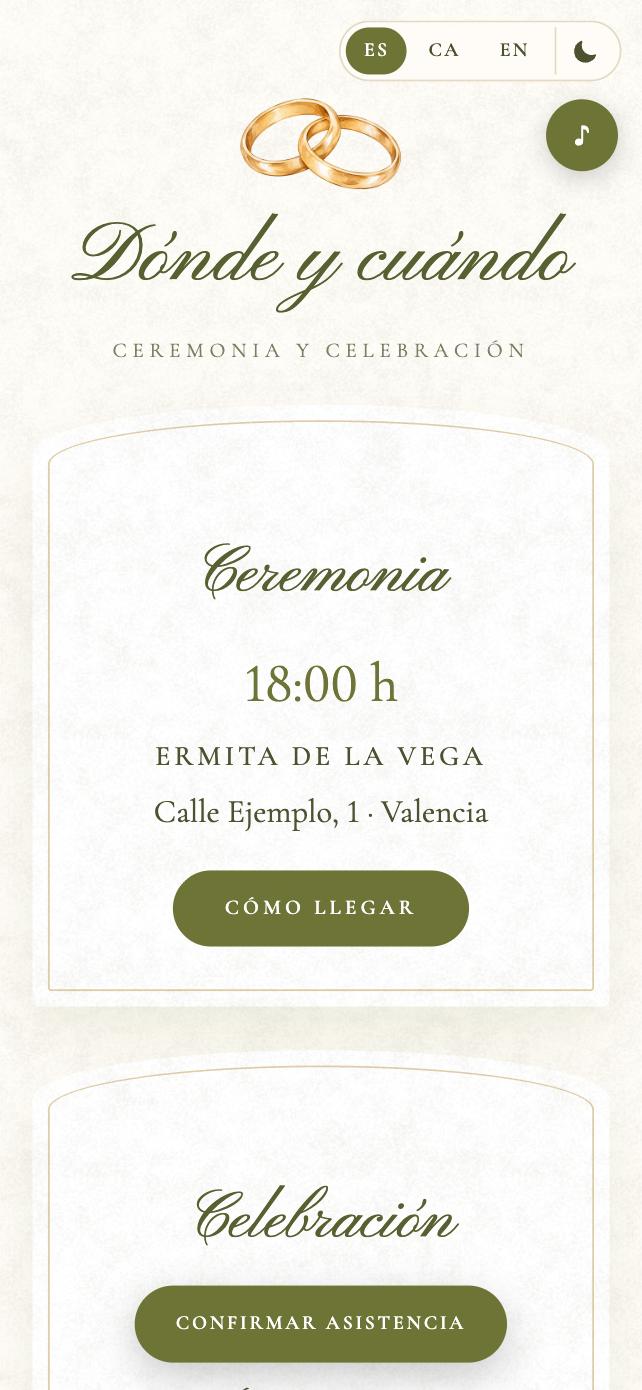 ES CA EN
Dónde y cuándo
CEREMONIA Y CELEBRACIÓN
Ceremonia
18:00 h
ERMITA DE LA VEGA
Calle Ejemplo, 1 · Valencia
CÓMO LLEGAR
Celebración
CONFIRMAR ASISTENCIA